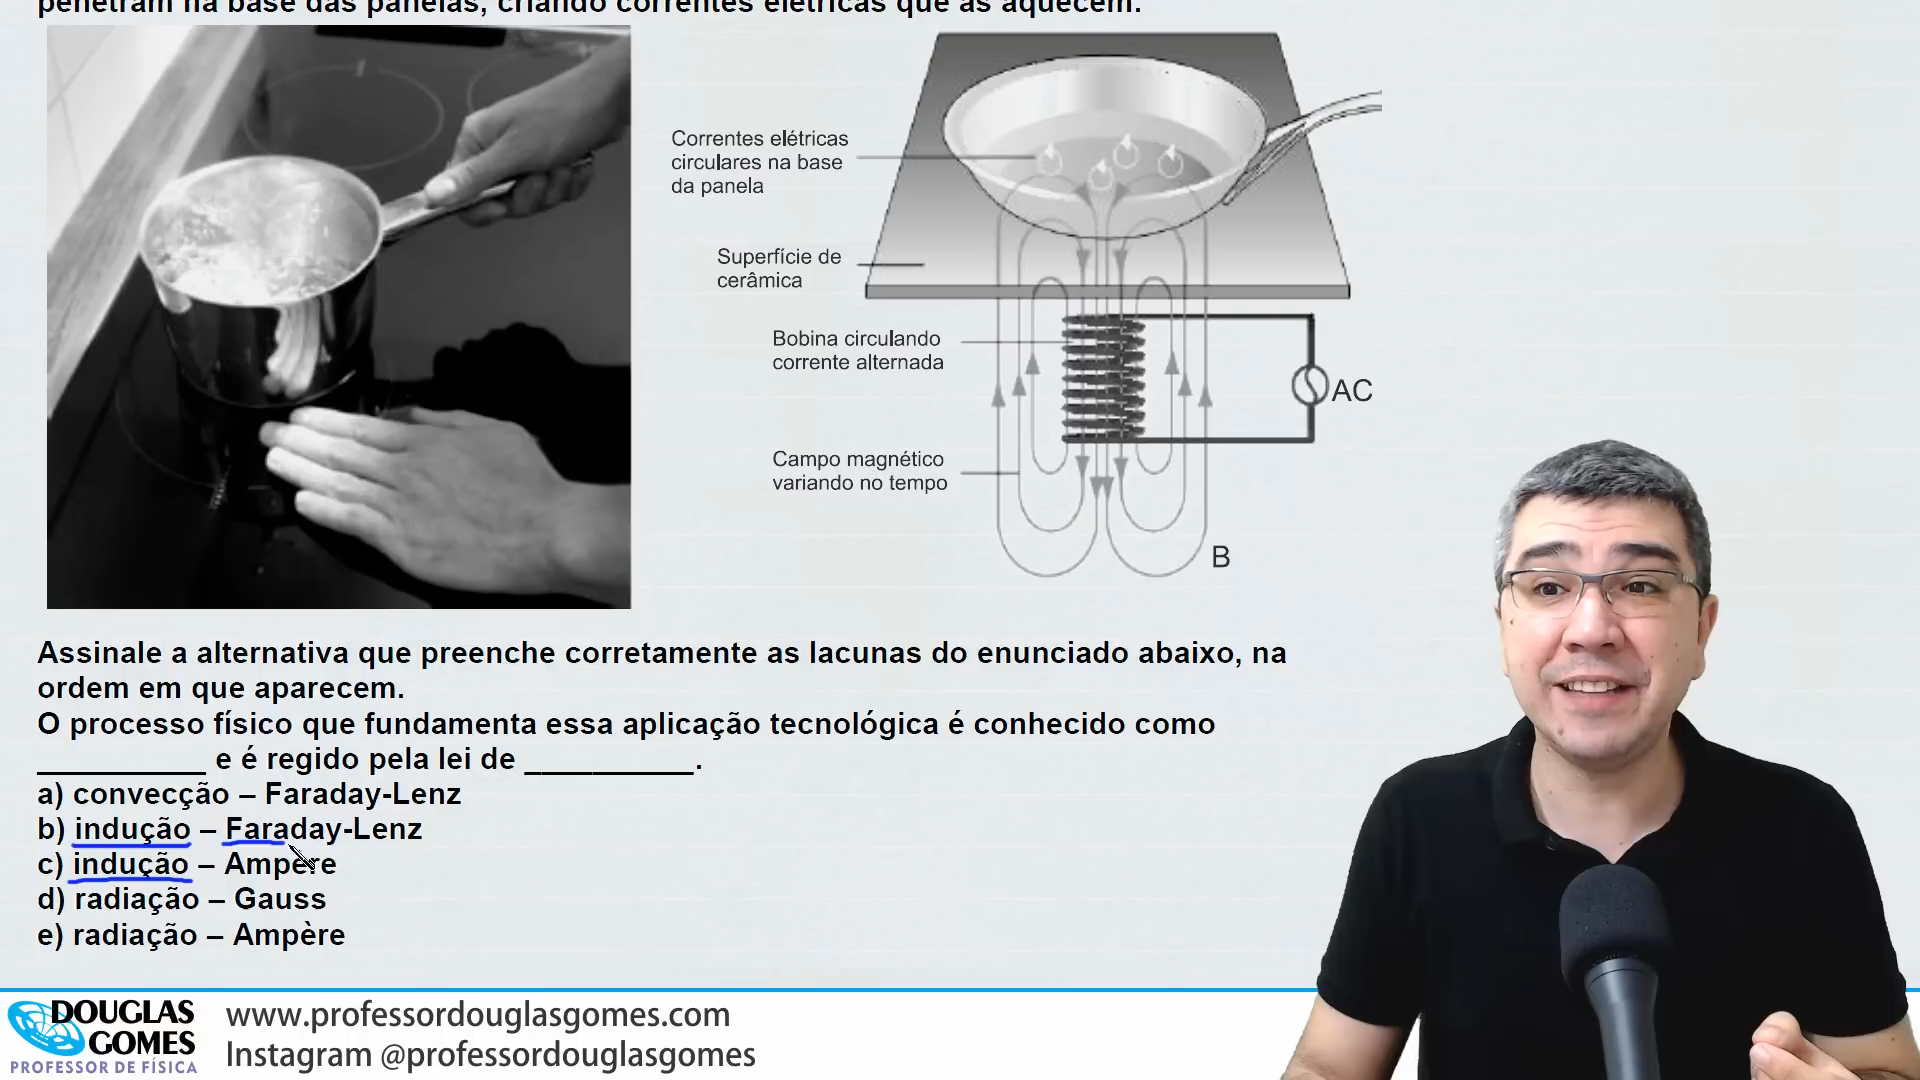 penetram na base das panelas, criando correntes elétricas que as aquecem.
Correntes elétricas
circulares na base
da panela
Superfície de
cerâmica
Bobina circulando
corrente alternada
AC
Campo magnético
variando no tempo
B
Assinale a alternativa que preenche corretamente as lacunas do enunciado abaixo, na
ordem em que aparecem.
O processo físico que fundamenta essa aplicação tecnológica é conhecido como
__________ e é regido pela lei de __________.
a) convecção – Faraday-Lenz
b) indução – Faraday-Lenz
c) indução – Ampère
d) radiação – Gauss
e) radiação – Ampère
DOUGLAS
GOMES
PROFESSOR DE FÍSICA
www.professordouglasgomes.com
Instagram @professordouglasgomes